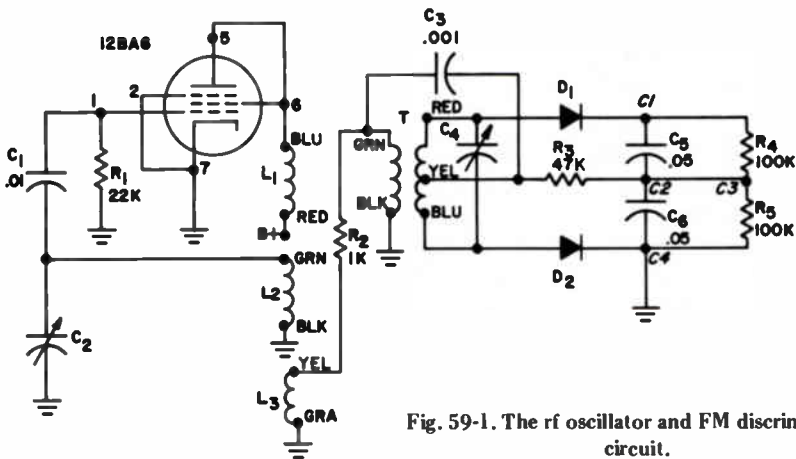 12BA6
5
2
1
6
7
C1
.01
R1
22K
BLU
L1
RED
B+
GRN
L2
BLK
C2
YEL
L3
GRA
R2
1K
C3
.001
GRN
BLK
T
RED
C4
YEL
BLU
D1
R3
47K
D2
C1
C5
.05
C2
C3
C6
.05
C4
R4
100K
R5
100K
Fig. 59-1. The rf oscillator and FM discrin
circuit.